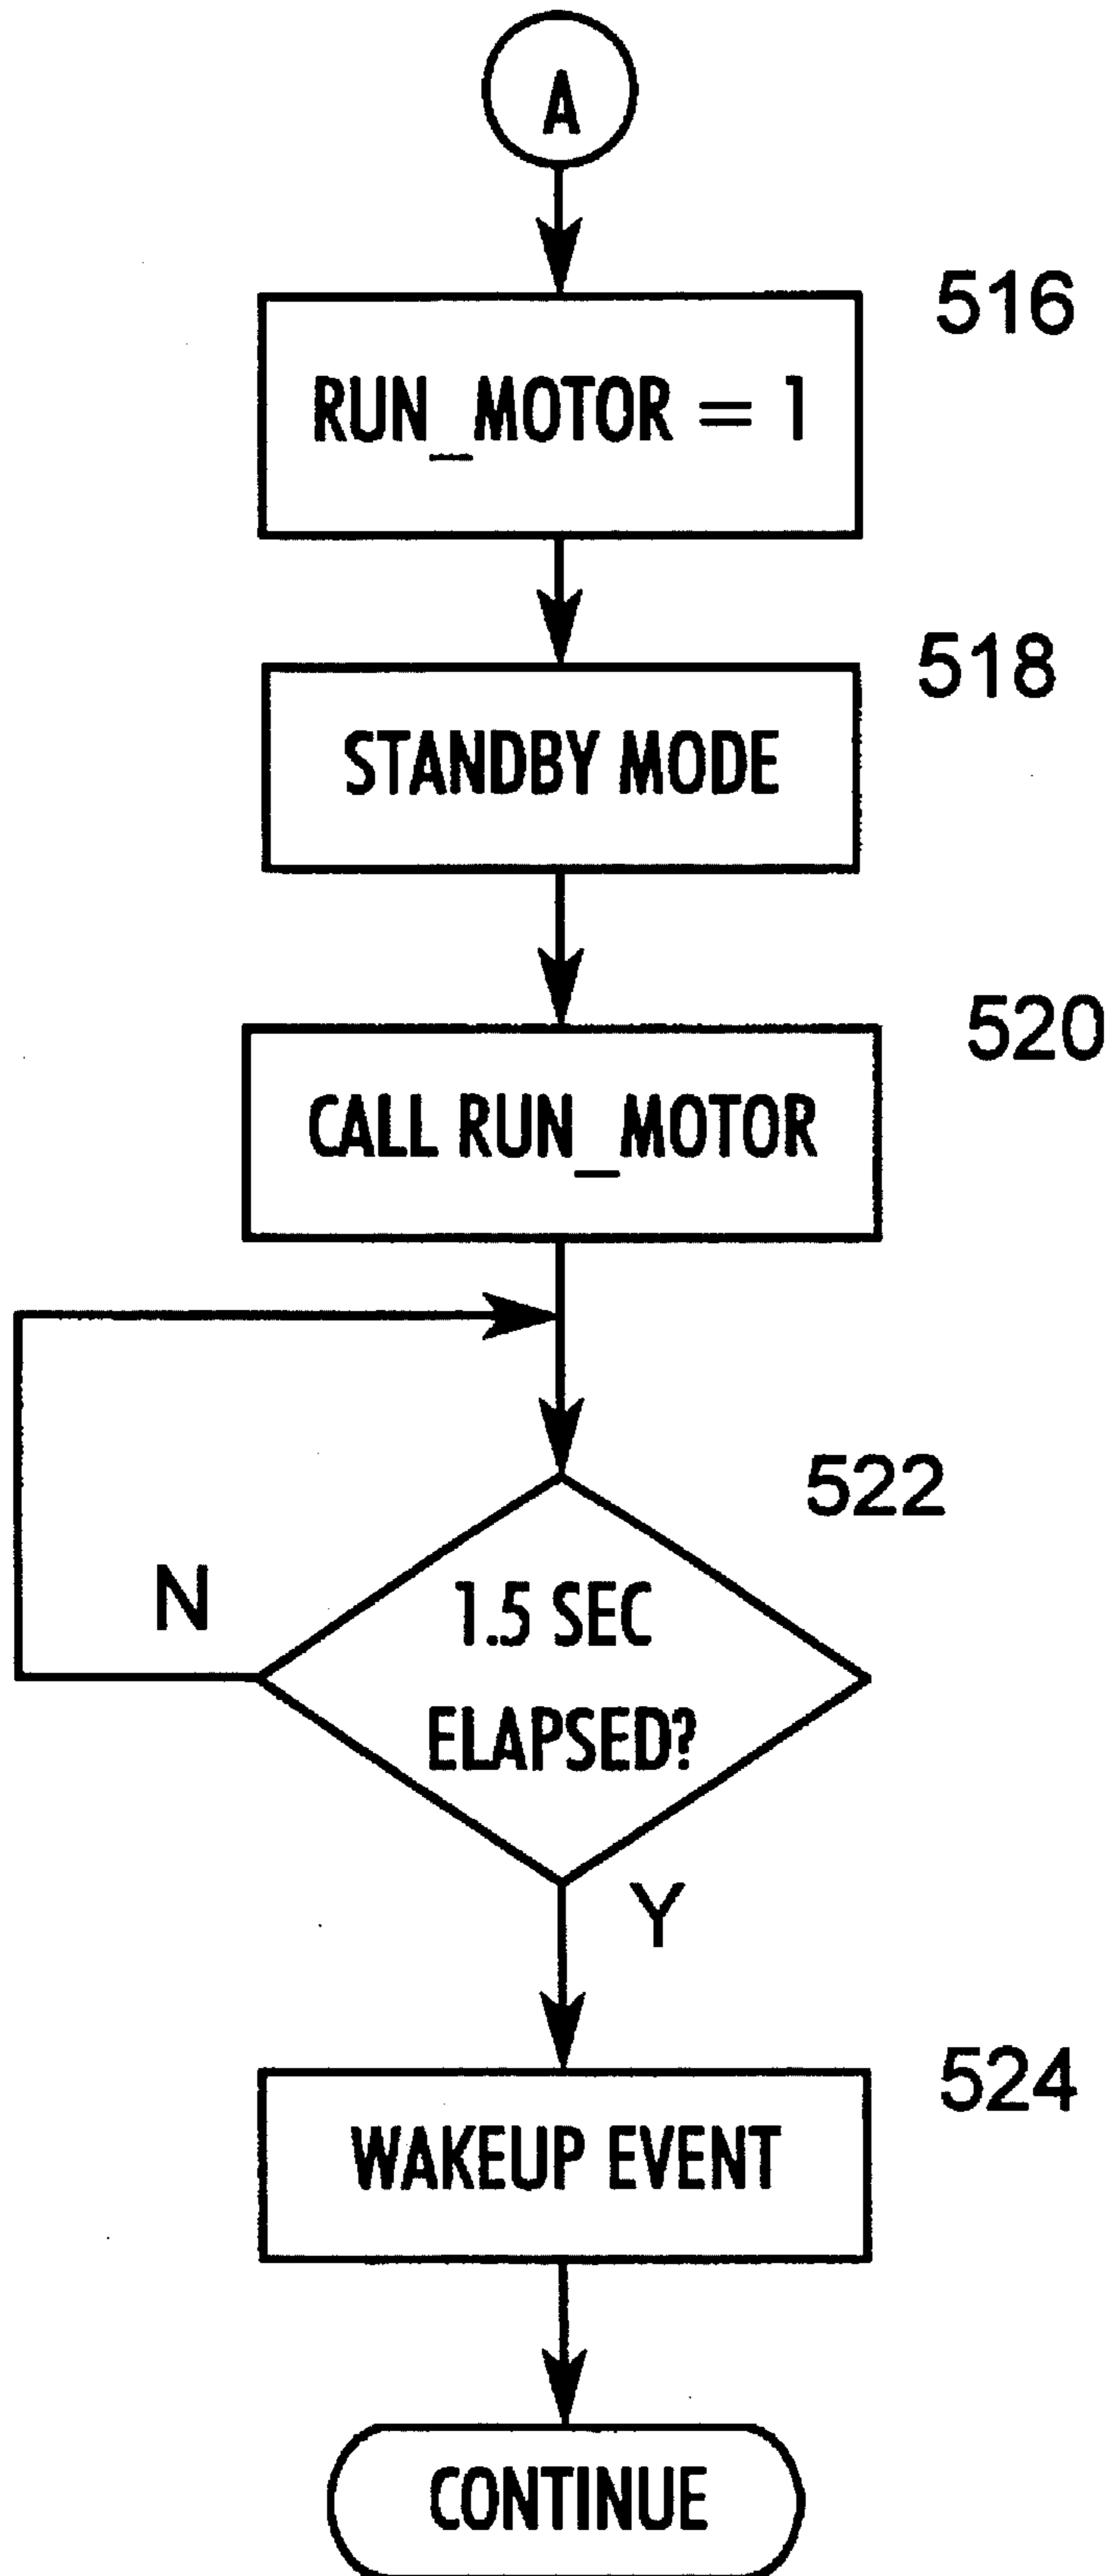 A
516
RUN_MOTOR = 1
518
STANDBY MODE
520
CALL RUN_MOTOR
522
N
1.5 SEC
ELAPSED?
Y
524
WAKEUP EVENT
CONTINUE